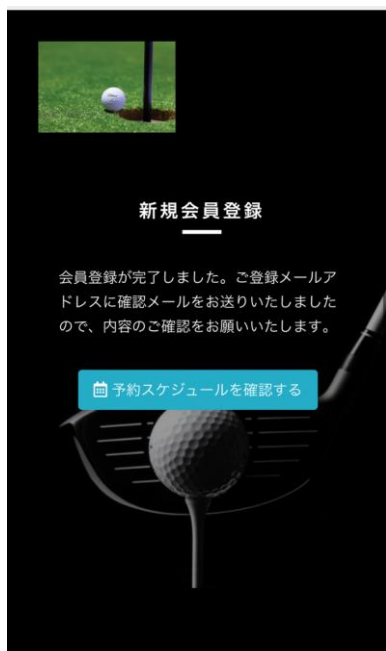 新規会員登録
会員登録が完了しました。ご登録メールア
ドレスに確認メールをお送りいたしました
ので、内容のご確認をお願いいたします。
予約スケジュールを確認する